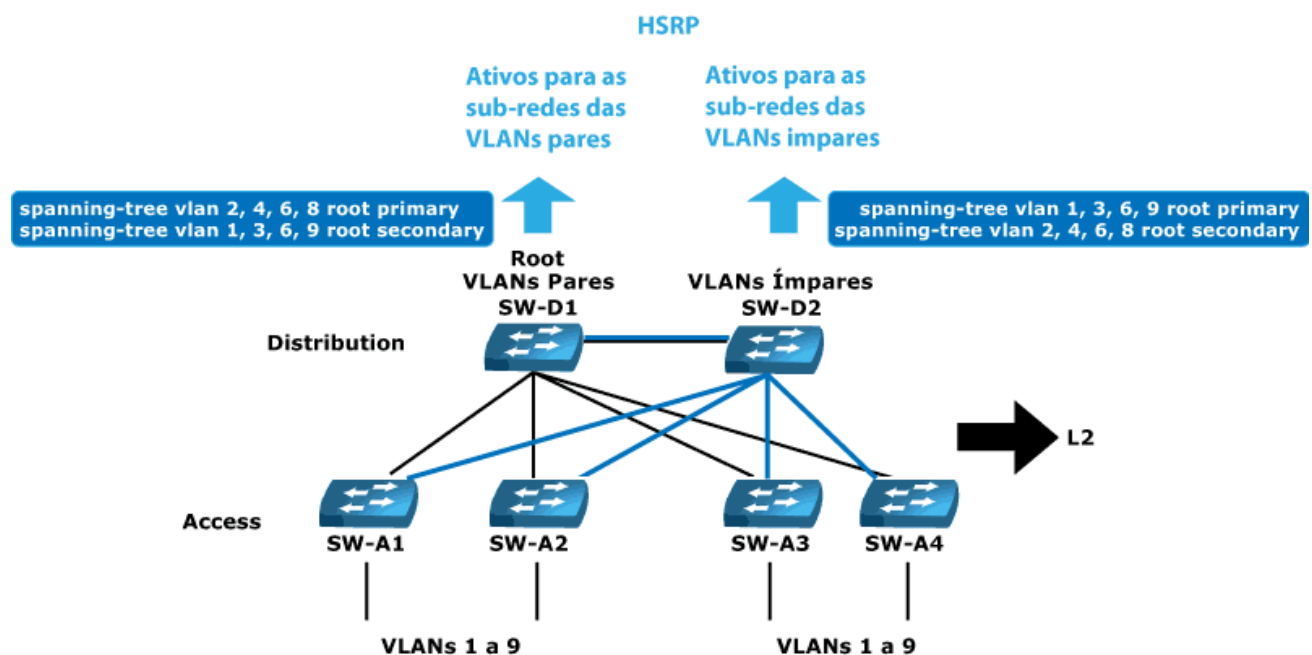 HSRP
Ativos para as
sub-redes das
VLANs pares
Ativos para as
sub-redes das
VLANs impares
spanning-tree vlan 2, 4, 6, 8 root primary
spanning-tree vlan 1, 3, 6, 9 root secondary
spanning-tree vlan 1, 3, 6, 9 root primary
spanning-tree vlan 2, 4, 6, 8 root secondary
Root
VLANs Pares
SW-D1
VLANs Ímpares
SW-D2
Distribution
L2
Access
SW-A1
SW-A2
SW-A3
SW-A4
VLANs 1 a 9
VLANs 1 a 9